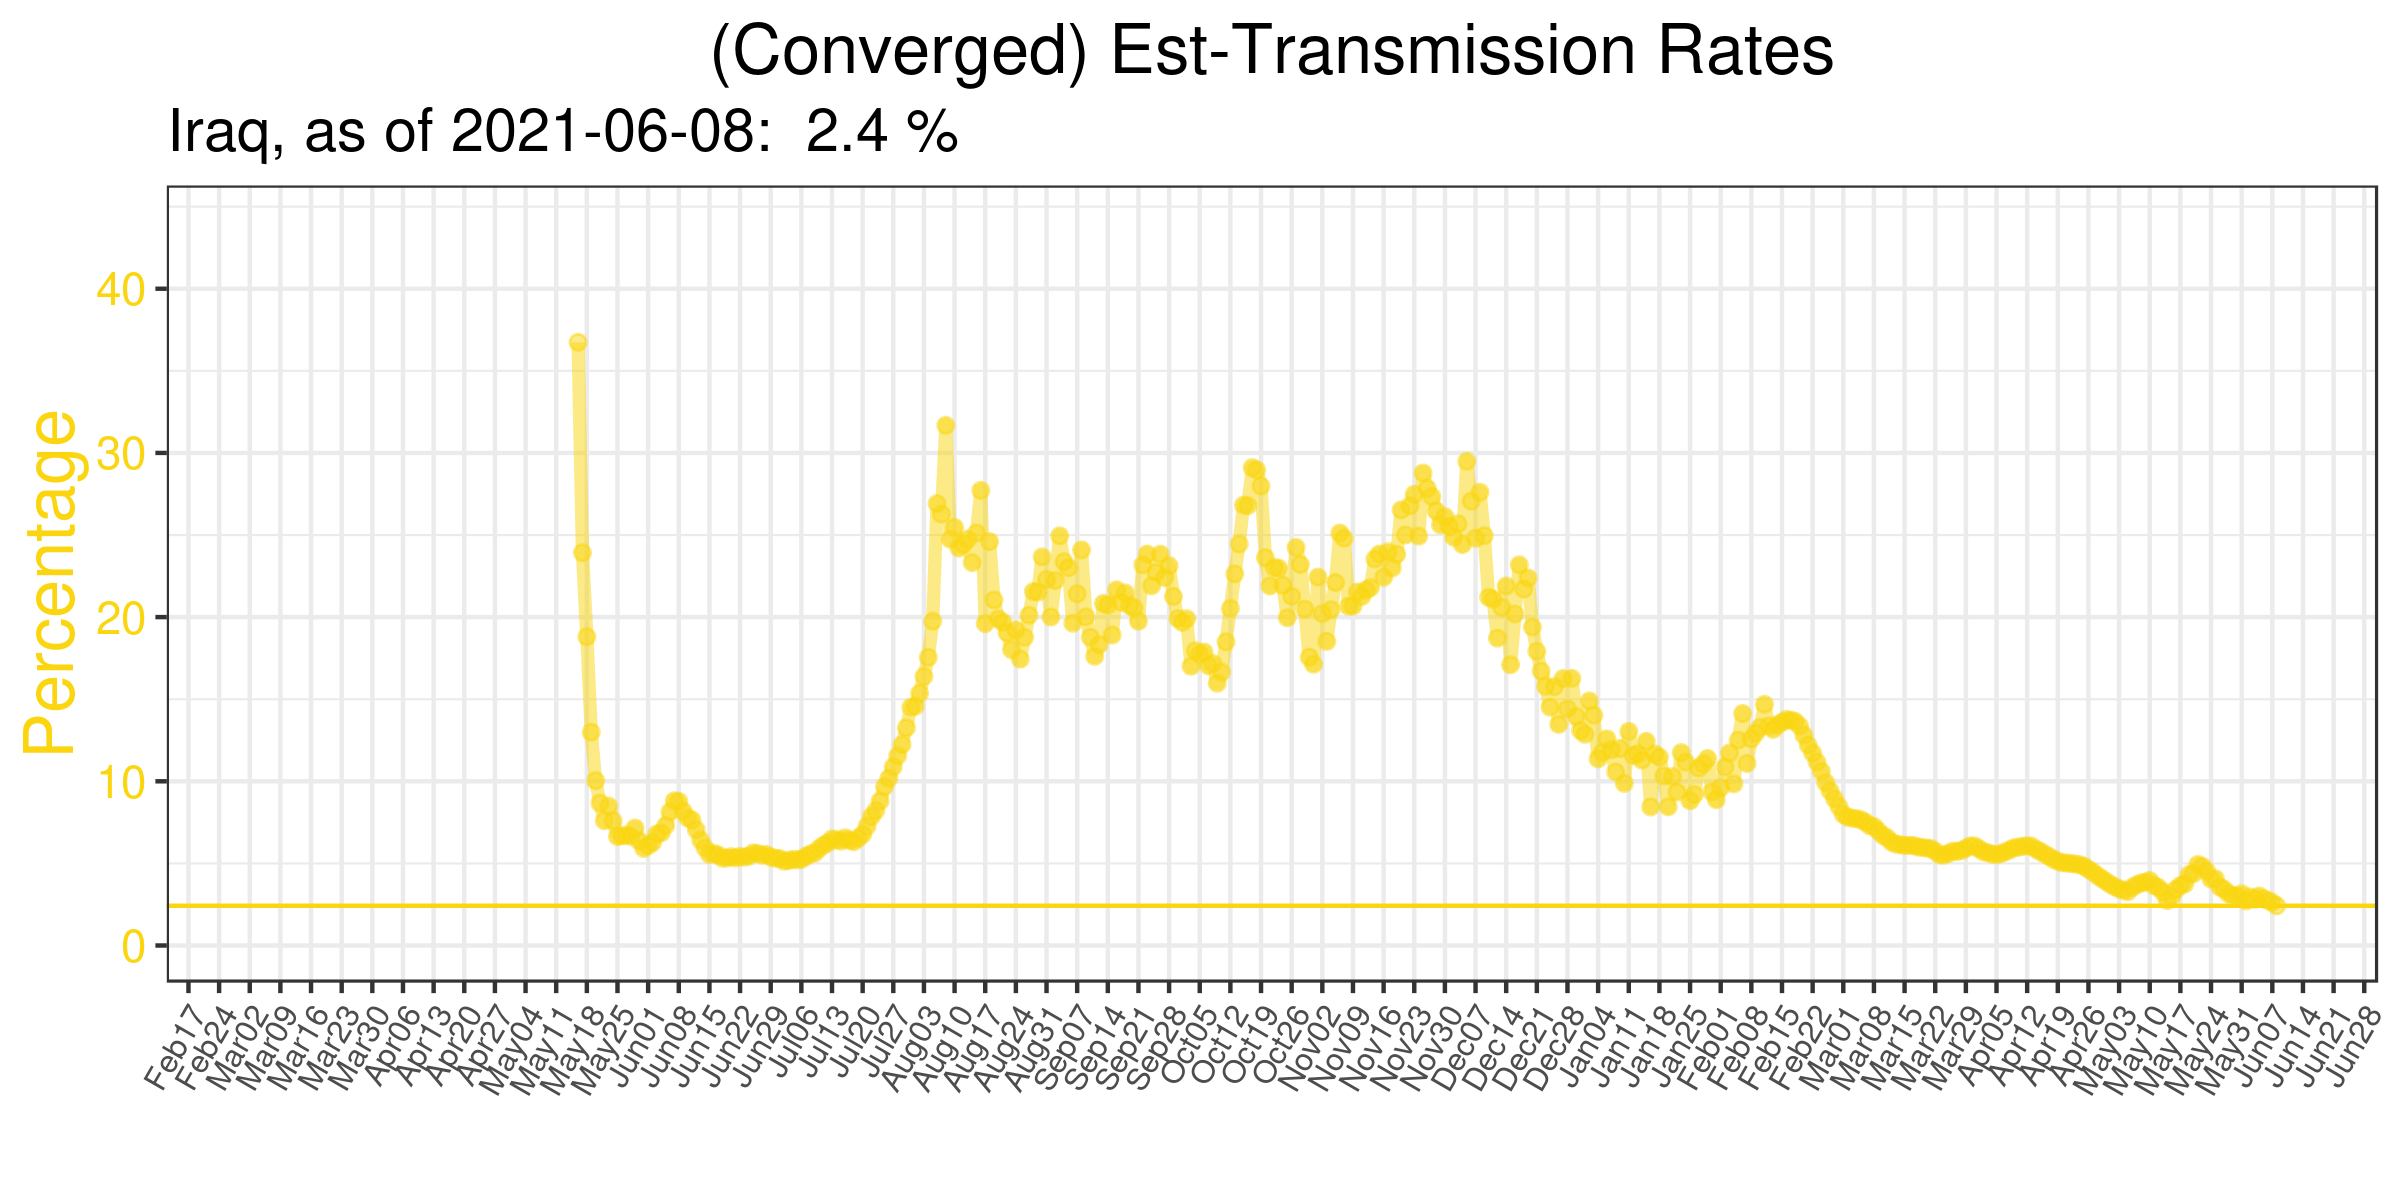 (Converged) Est-Transmission Rates
Iraq, as of 2021-06-08:  2.4 %
Percentage
40
30
20
10
0
Feb17
Feb24
Mar02
Mar09
Mar16
Mar23
Mar30
Apr06
Apr13
Apr20
Apr27
May04
May11
May18
May25
Jun01
Jun08
Jun15
Jun22
Jun29
Jul06
Jul13
Jul20
Jul27
Aug03
Aug10
Aug17
Aug24
Aug31
Sep07
Sep14
Sep21
Sep28
Oct05
Oct12
Oct19
Oct26
Nov02
Nov09
Nov16
Nov23
Nov30
Dec07
Dec14
Dec21
Dec28
Jan04
Jan11
Jan18
Jan25
Feb01
Feb08
Feb15
Feb22
Mar01
Mar08
Mar15
Mar22
Mar29
Apr05
Apr12
Apr19
Apr26
May03
May10
May17
May24
May31
Jun07
Jun14
Jun21
Jun28